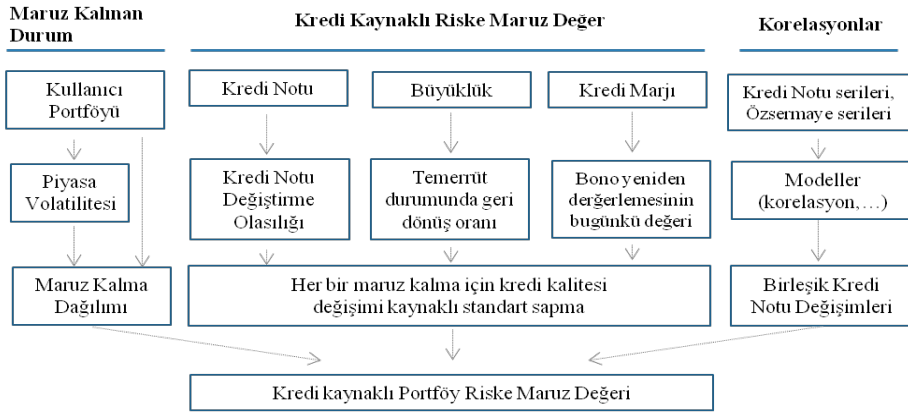 Maruz Kalınan
Durum
Kredi Kaynaklı Riske Maruz Değer
Korelasyonlar
Kullanıcı
Portföyü
Kredi Notu
Büyüklük
Kredi Marjı
Kredi Notu serileri,
Özsermaye serileri
Piyasa
Volatilitesi
Kredi Notu
Değiştirme
Olasılığı
Temerrüt
durumunda geri
dönüş oranı
Bono yeniden
derğerlemesinin
bugünkü değeri
Modeller
(korelasyon, …)
Maruz Kalma
Dağılımı
Her bir maruz kalma için kredi kalitesi
değişimi kaynaklı standart sapma
Birleşik Kredi
Notu Değişimleri
Kredi kaynaklı Portföy Riske Maruz Değeri